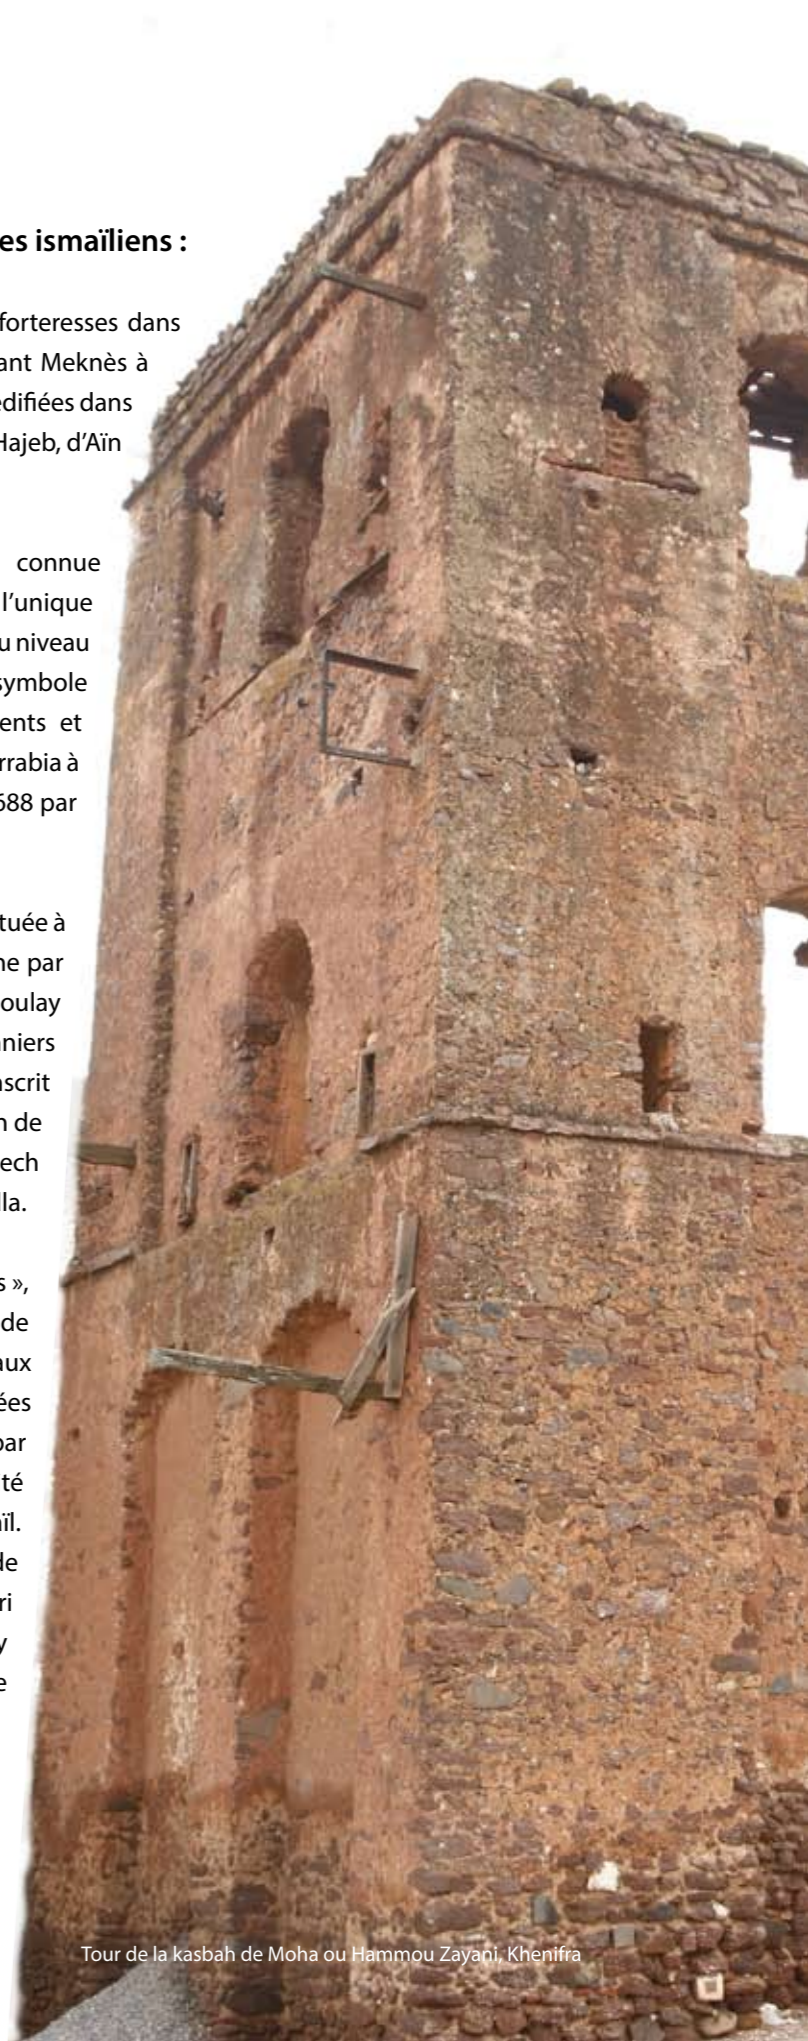 es ismaïliens :
forteresses dans
ant Meknès à
édifiées dans
Hajeb, d'Aïn
connue
l'unique
u niveau
symbole
ents et
rrabia à
688 par
tuée à
ne par
oulay
niers
scrit
n de
ech
lla.
s »,
de
aux
ées
par
té
ïl.
de
ri
y
e
Tour de la kasbah de Moha ou Hammou Zayani, Khenifra